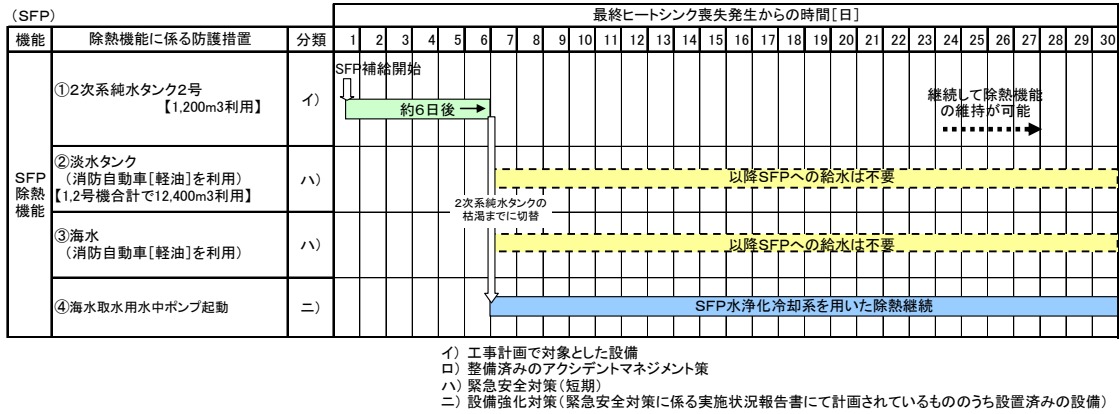 (SFP)
最終ヒートシンク喪失発生からの時間[日]
機能 除熱機能に係る防護措置 分類 1 2 3 4 5 6 7 8 9 10 11 12 13 14 15 16 17 18 19 20 21 22 23 24 25 26 27 28 29 30
SFP補給開始
①2次系純水タンク2号
【1,200m3利用】
イ)
約6日後
継続して除熱機能
の維持が可能
SFP
除熱
機能
②淡水タンク
(消防自動車[軽油]を利用)
【1,2号機合計で12,400m3利用】
ハ)
以降SFPへの給水は不要
2次系純水タンクの
枯渇までに切替
③海水
(消防自動車[軽油]を利用)
ハ)
以降SFPへの給水は不要
④海水取水用水中ポンプ起動
ニ)
SFP水浄化冷却系を用いた除熱継続
イ) 工事計画で対象とした設備
ロ) 整備済みのアクシデントマネジメント策
ハ) 緊急安全対策(短期)
ニ) 設備強化対策(緊急安全対策に係る実施状況報告書にて計画されているもののうち設置済みの設備)